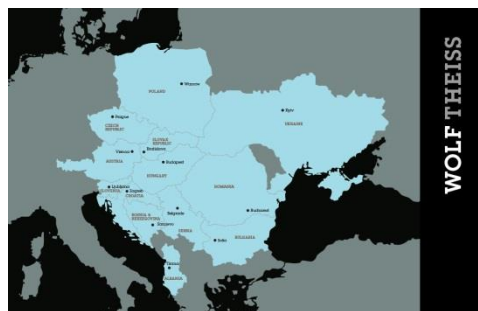 WOLF THEISS
Warsaw
POLAND
Prague
CZECH
REPUBLIC
Kyiv
UKRAINE
SLOVAK
REPUBLIC
Vienna
Bratislava
AUSTRIA
Budapest
HUNGARY
Ljubljana
SLOVENIA
Zagreb
CROATIA
ROMANIA
BOSNIA &
HERZEGOVINA
Belgrade
Bucharest
Sarajevo
SERBIA
Sofia
BULGARIA
Tirana
ALBANIA